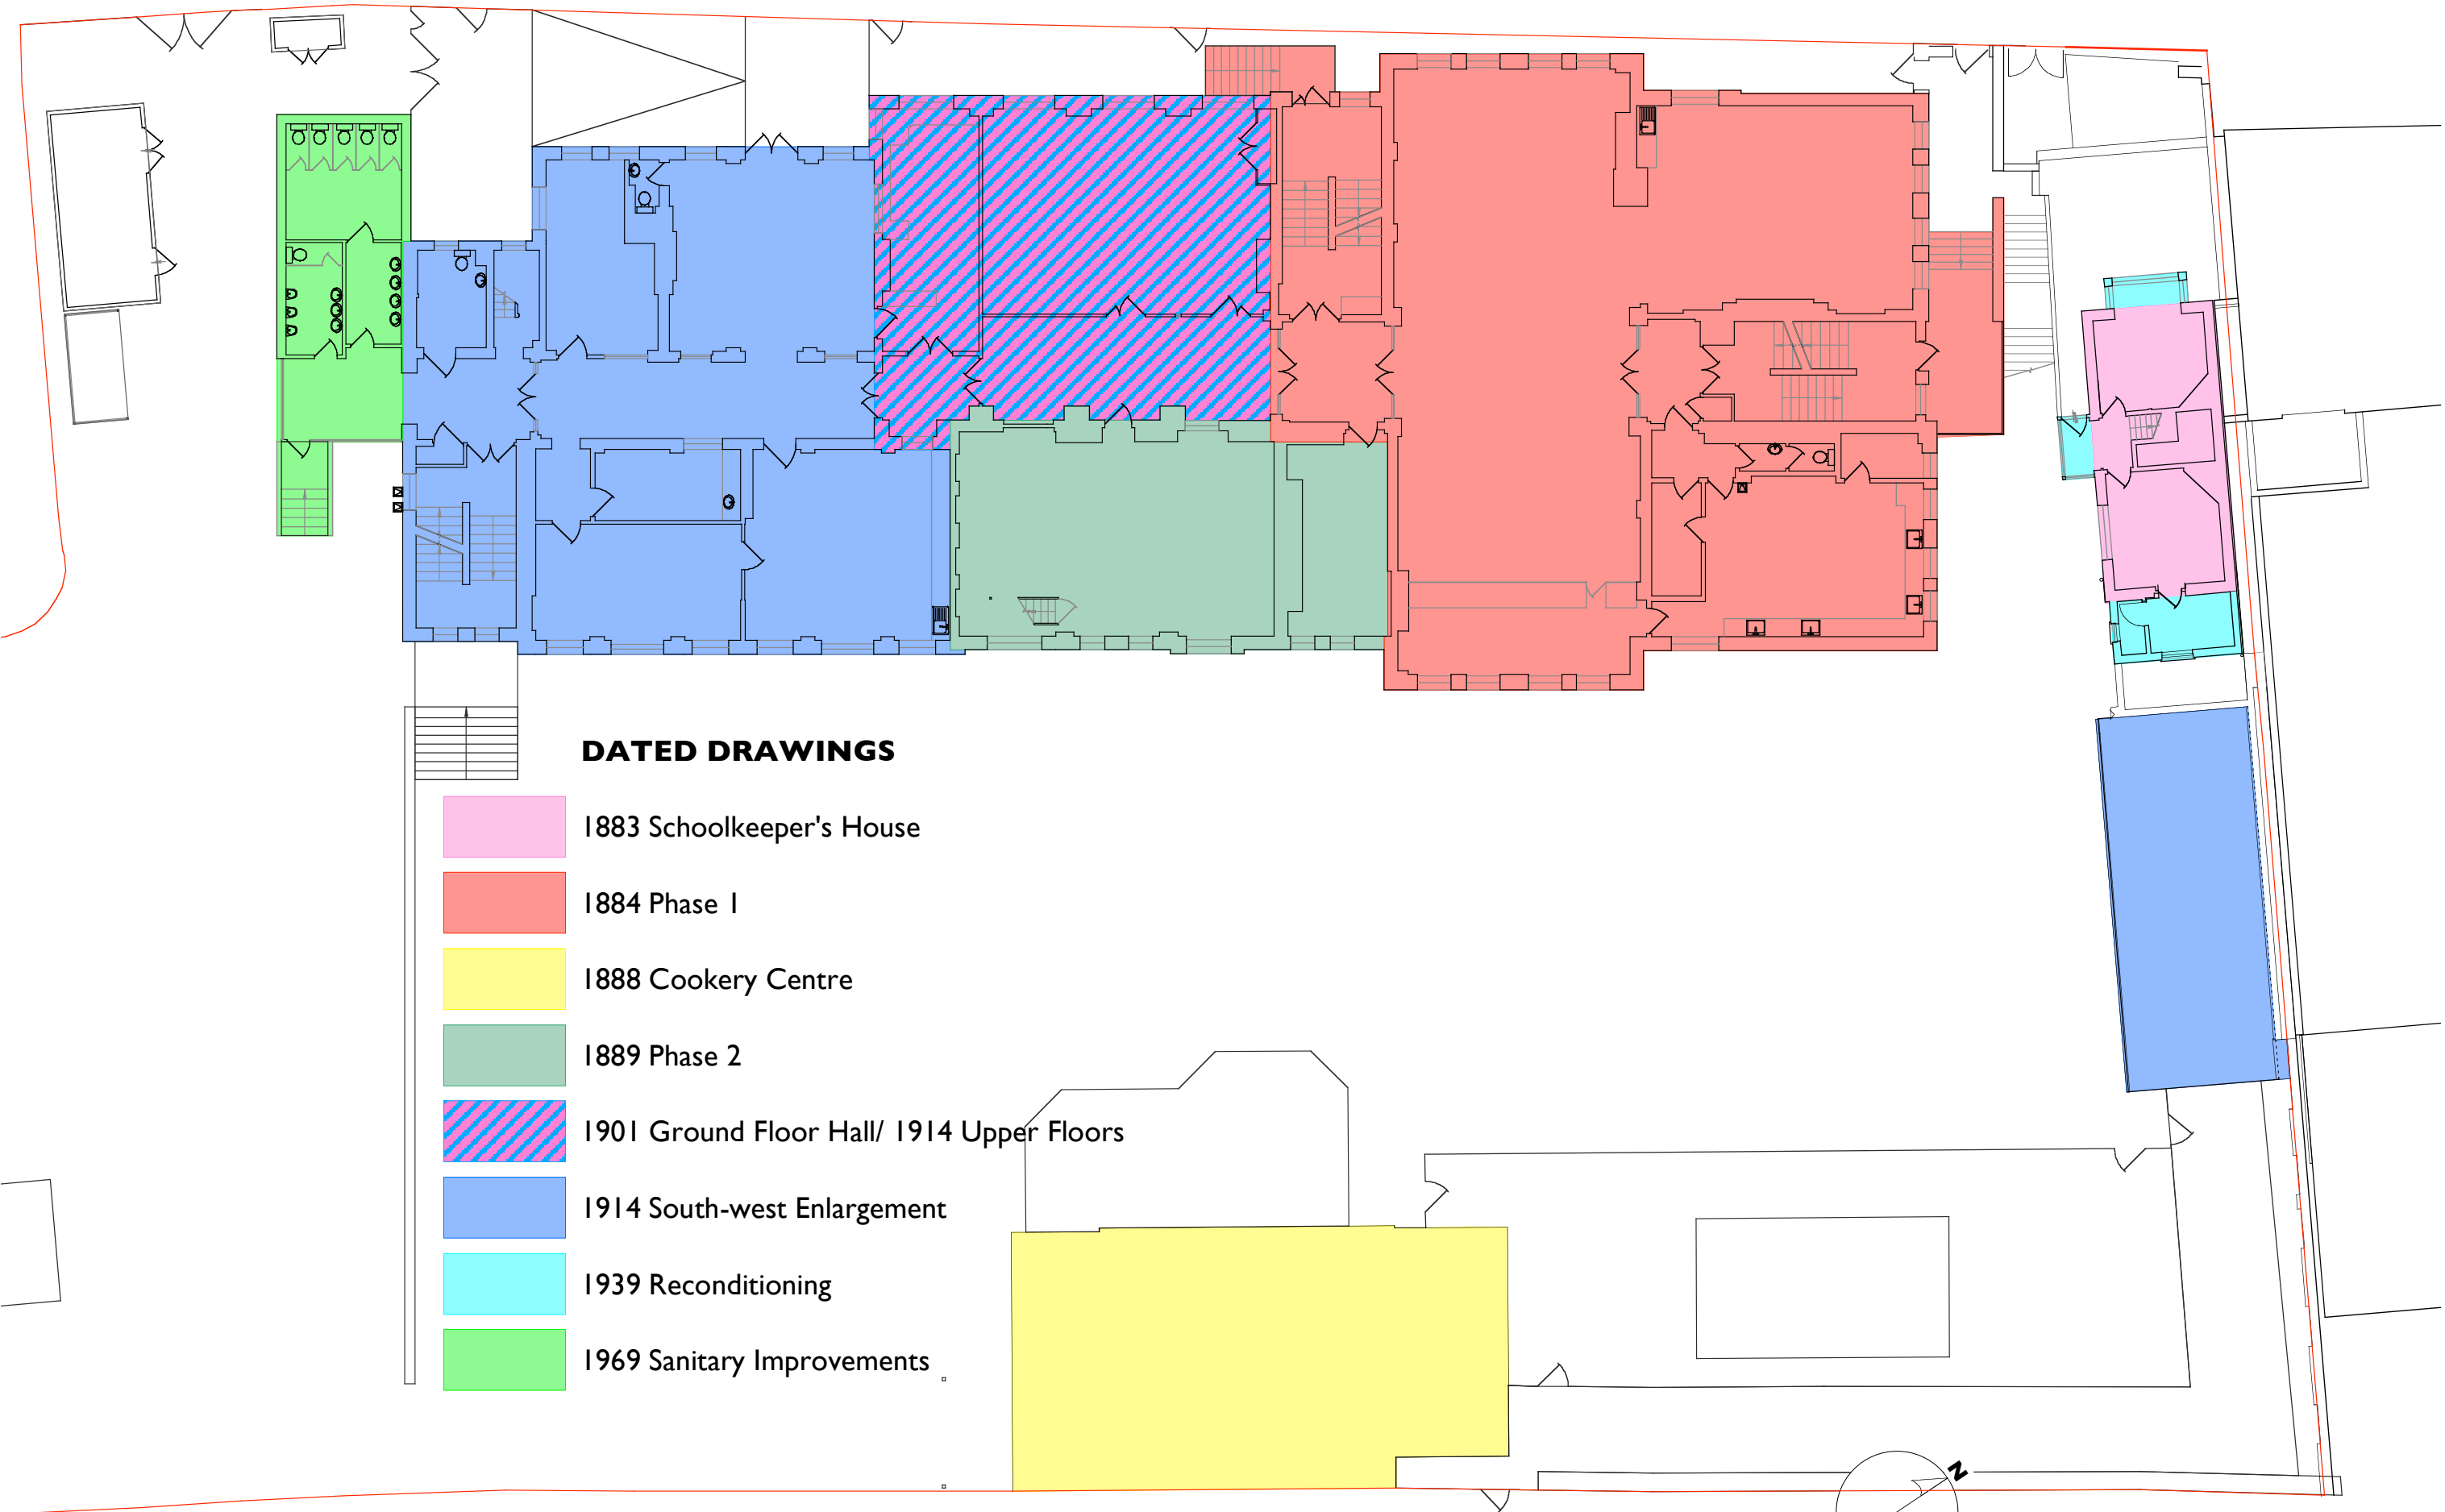 DATED DRAWINGS
1883 Schoolkeeper's House
1884 Phase 1
1888 Cookery Centre
1889 Phase 2
1901 Ground Floor Hall/ 1914 Upper Floors
1914 South-west Enlargement
1939 Reconditioning
1969 Sanitary Improvements
N